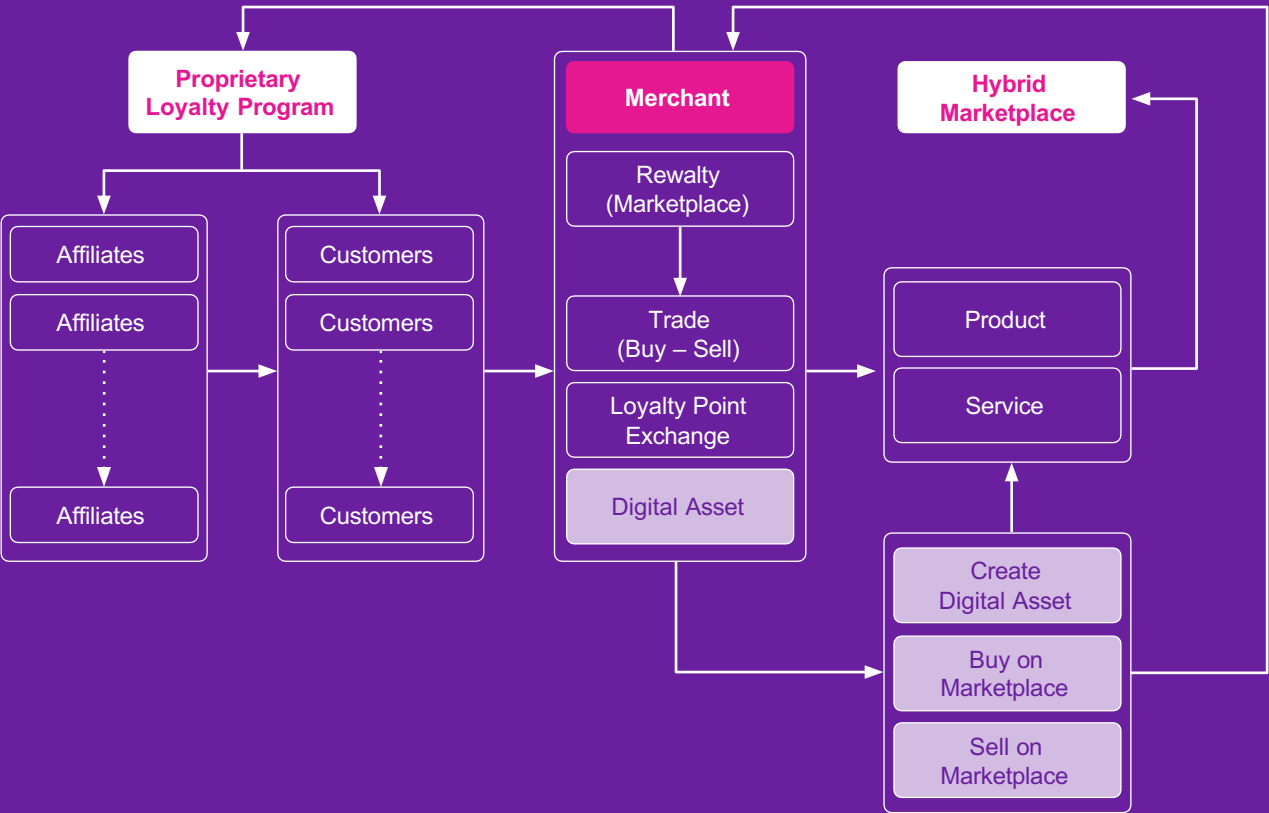 Proprietary
Loyalty Program
Affiliates
Affiliates
Affiliates
Customers
Customers
Customers
Merchant
Rewalty
(Marketplace)
Trade
(Buy – Sell)
Loyalty Point
Exchange
Digital Asset
Hybrid
Marketplace
Product
Service
Create
Digital Asset
Buy on
Marketplace
Sell on
Marketplace